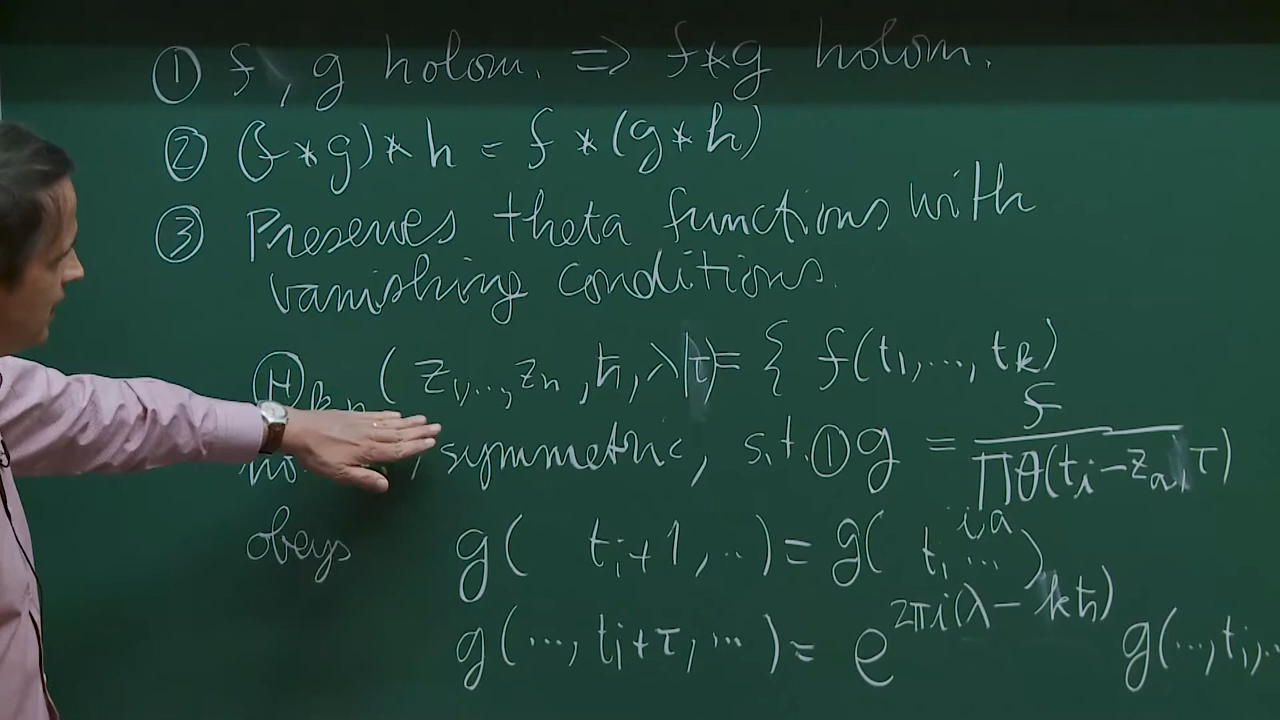 ① f, g holom. ⇒ f*g holom.
② (f*g)*h = f*(g*h)
③ Preserves theta functions with
vanishing conditions.
Θ_{k,n}(z_1,..,z_n, ħ, λ|τ) = { f(t_1,..., t_k)
symmetric, s.t. ① g = f / ∏_{i,a} θ(t_i - z_a, τ)
obeys g( t_i+1, ..) = g( t_i ...)
g(..., t_i+τ, ...) = e^{2πi(λ - kħ)} g(..., t_i, ..